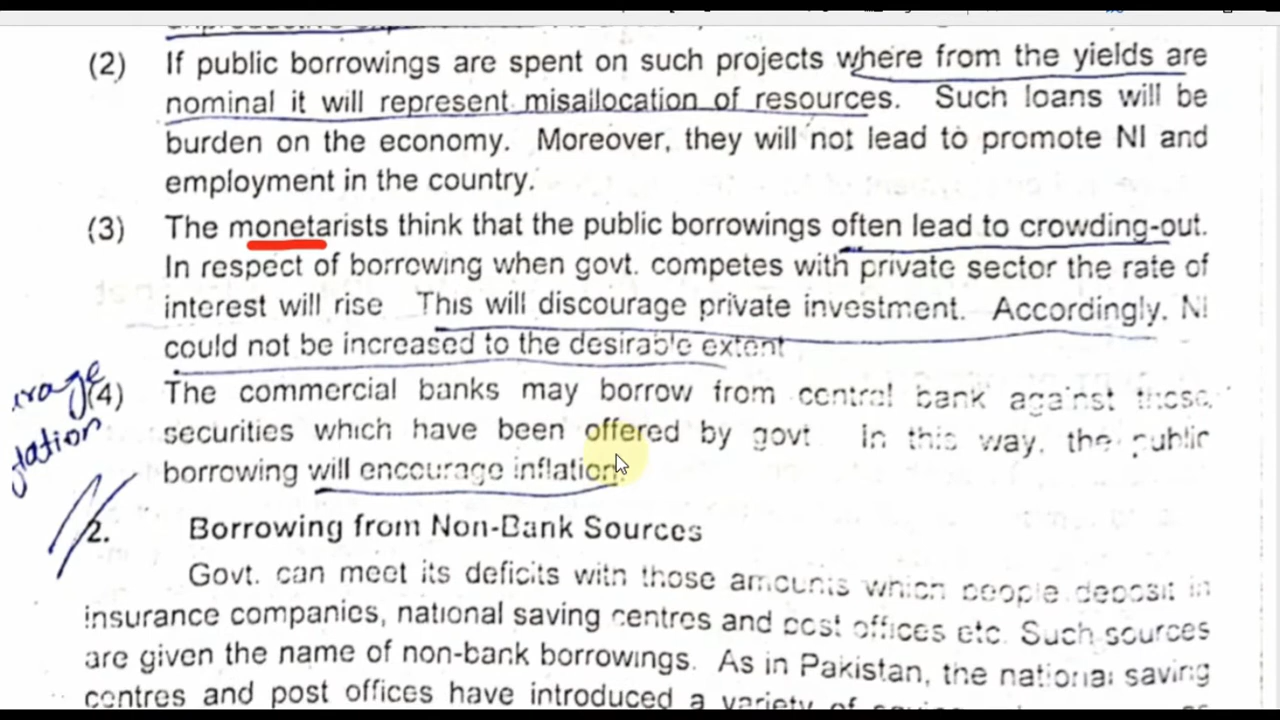 (2) If public borrowings are spent on such projects where from the yields are
nominal it will represent misallocation of resources. Such loans will be
burden on the economy. Moreover, they will not lead to promote NI and
employment in the country.
(3) The monetarists think that the public borrowings often lead to crowding-out.
In respect of borrowing when govt. competes with private sector the rate of
interest will rise This will discourage private investment. Accordingly, NI
could not be increased to the desirable extent
(4) The commercial banks may borrow from central bank against those
securities which have been offered by govt In this way, the public
borrowing will encourage inflation.
2. Borrowing from Non-Bank Sources
Govt. can meet its deficits with those amounts which people deposit in
insurance companies, national saving centres and post offices etc. Such sources
are given the name of non-bank borrowings. As in Pakistan, the national saving
centres and post offices have introduced a variety of